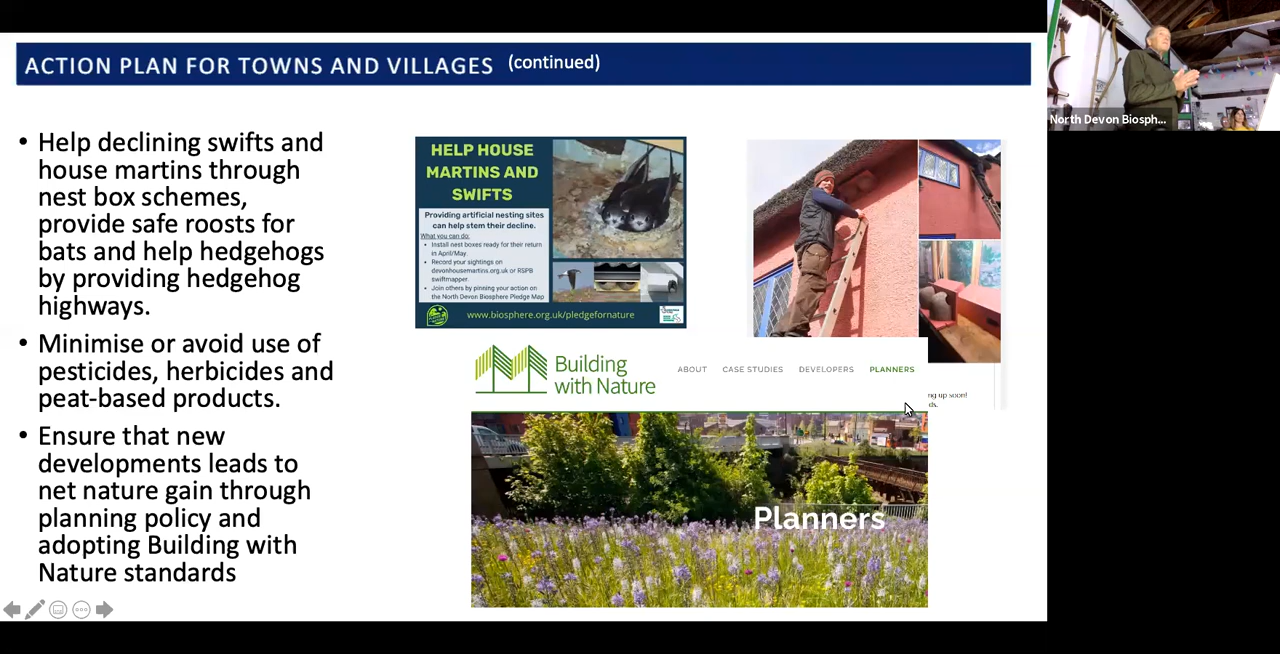 ACTION PLAN FOR TOWNS AND VILLAGES (continued)
• Help declining swifts and
house martins through
nest box schemes,
provide safe roosts for
bats and help hedgehogs
by providing hedgehog
highways.
• Minimise or avoid use of
pesticides, herbicides and
peat-based products.
• Ensure that new
developments leads to
net nature gain through
planning policy and
adopting Building with
Nature standards
HELP HOUSE
MARTINS AND
SWIFTS
Providing artificial nesting sites
can help stem their decline.
What you can do:
• Install nest boxes ready for their return
in April/May.
• Record your sightings on
devonhousemartins.org.uk or RSPB
swiftmapper.
• Join others by pinning your action on
the North Devon Biosphere Pledge Map
www.biosphere.org.uk/pledgefornature
Building
with Nature
ABOUT CASE STUDIES DEVELOPERS PLANNERS
ng up soon!
ds.
Planners
North Devon Biosph...